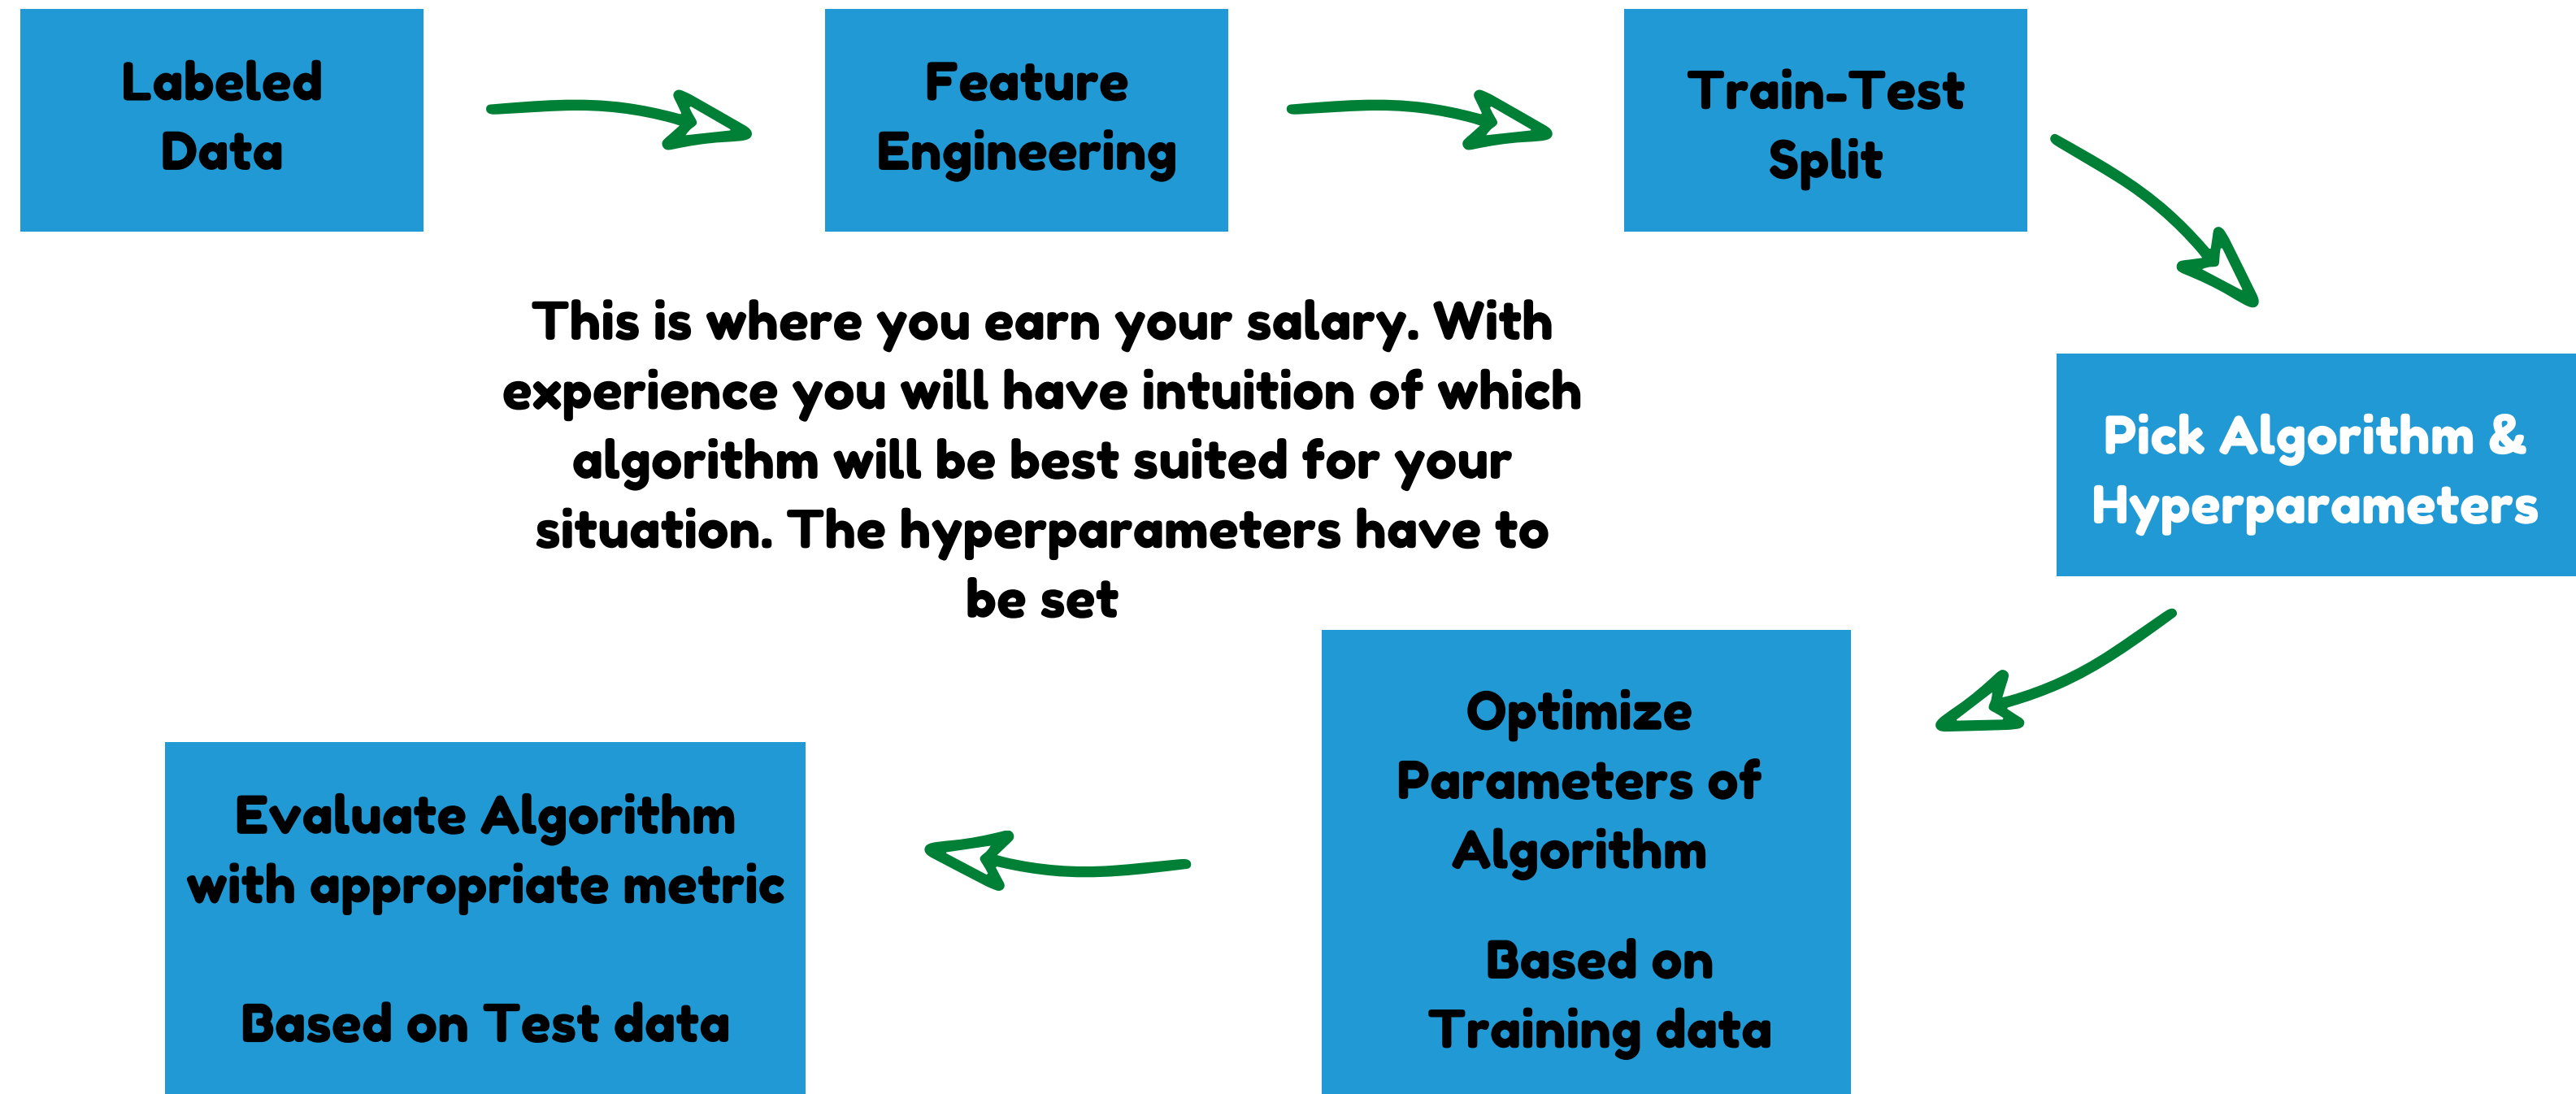 Labeled
Data
Feature
Engineering
Train-Test
Split
This is where you earn your salary. With
experience you will have intuition of which
algorithm will be best suited for your
situation. The hyperparameters have to
be set
Pick Algorithm &
Hyperparameters
Optimize
Parameters of
Algorithm
Based on
Training data
Evaluate Algorithm
with appropriate metric
Based on Test data